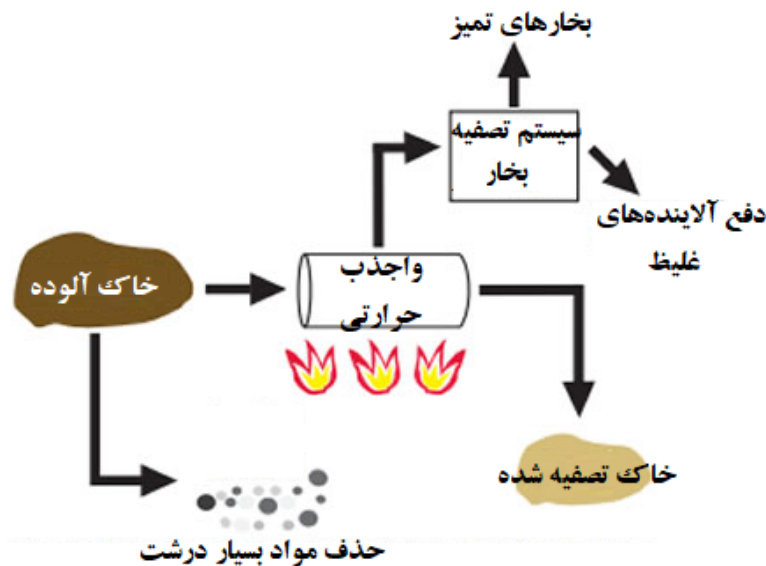 بخارهای تمیز
سیستم تصفیه
بخار
دفع آلاینده‌های
غلیظ
واجذب
حرارتی
خاک آلوده
خاک تصفیه شده
حذف مواد بسیار درشت